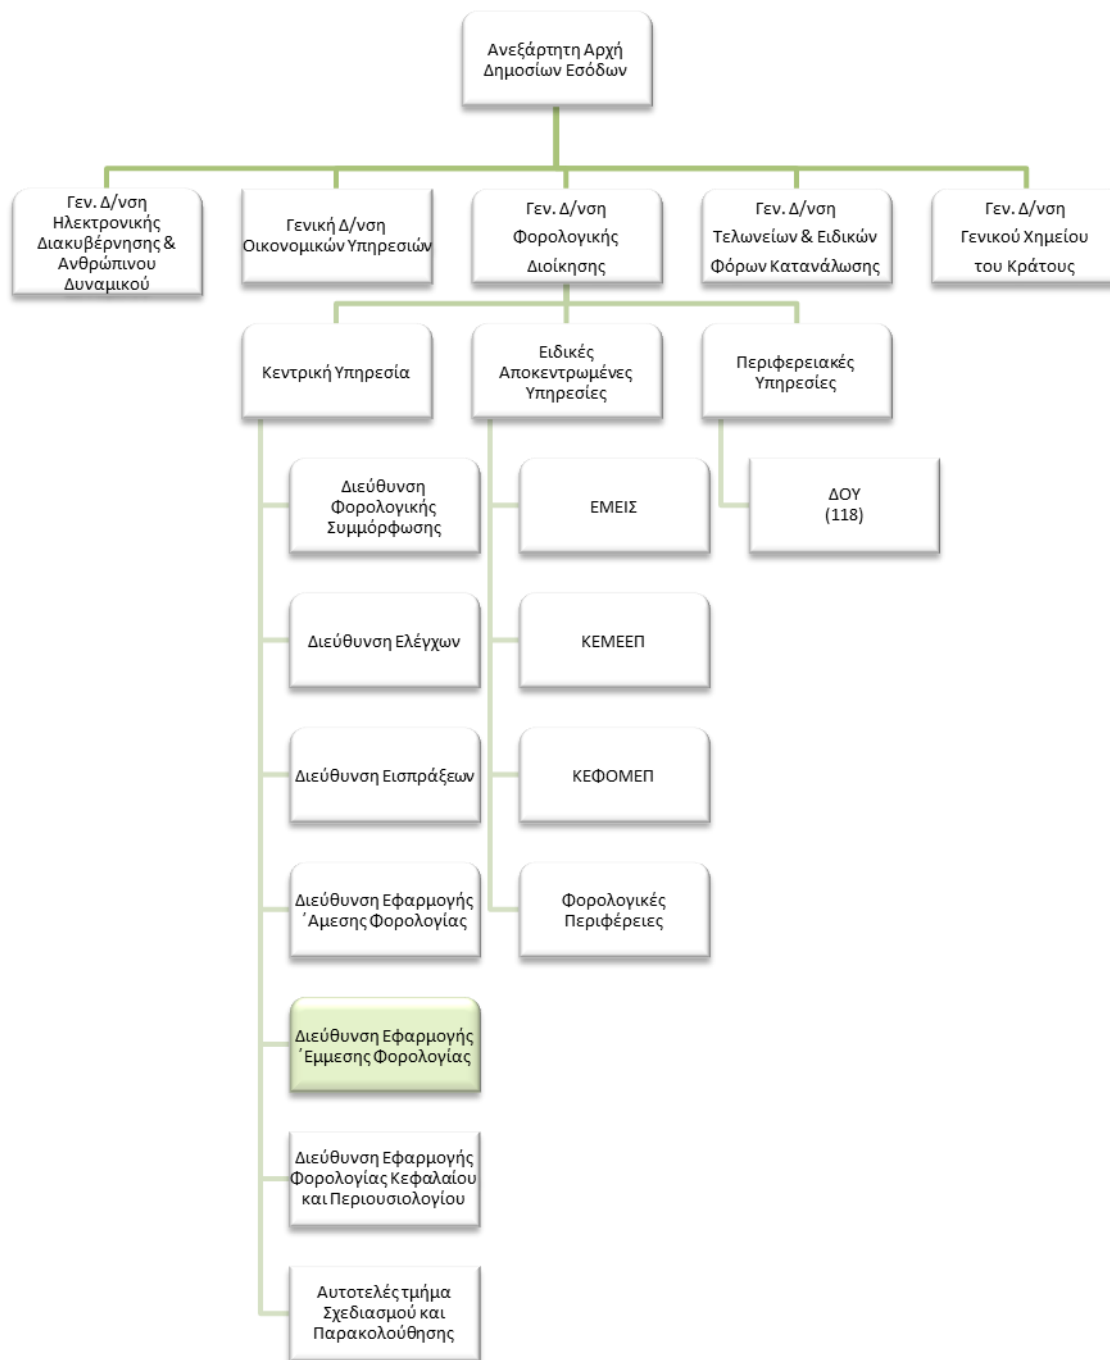 Ανεξάρτητη Αρχή
Δημοσίων Εσόδων
Γεν. Δ/νση
Ηλεκτρονικής
Διακυβέρνησης &
Ανθρώπινου
Δυναμικού
Γενική Δ/νση
Οικονομικών Υπηρεσιών
Γεν. Δ/νση
Φορολογικής
Διοίκησης
Γεν. Δ/νση
Τελωνείων & Ειδικών
Φόρων Κατανάλωσης
Γεν. Δ/νση
Γενικού Χημείου
του Κράτους
Κεντρική Υπηρεσία
Ειδικές
Αποκεντρωμένες
Υπηρεσίες
Περιφερειακές
Υπηρεσίες
Διεύθυνση
Φορολογικής
Συμμόρφωσης
ΕΜΕΙΣ
ΔΟΥ
(118)
Διεύθυνση Ελέγχων
ΚΕΜΕΕΠ
Διεύθυνση Εισπράξεων
ΚΕΦΟΜΕΠ
Διεύθυνση Εφαρμογής
΄Αμεσης Φορολογίας
Φορολογικές
Περιφέρειες
Διεύθυνση Εφαρμογής
΄Εμμεσης Φορολογίας
Διεύθυνση Εφαρμογής
Φορολογίας Κεφαλαίου
και Περιουσιολογίου
Αυτοτελές τμήμα
Σχεδιασμού και
Παρακολούθησης